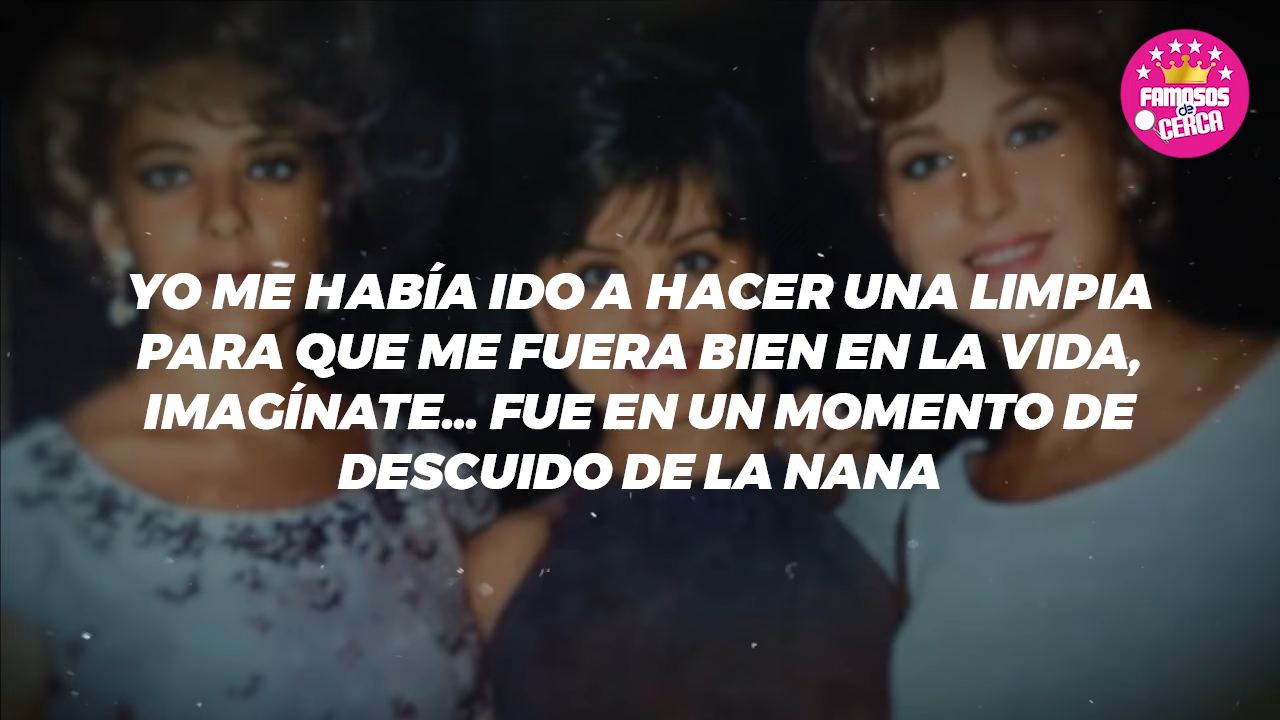 FAMOSOS
de
CERCA
YO ME HABÍA IDO A HACER UNA LIMPIA
PARA QUE ME FUERA BIEN EN LA VIDA,
IMAGÍNATE... FUE EN UN MOMENTO DE
DESCUIDO DE LA NANA